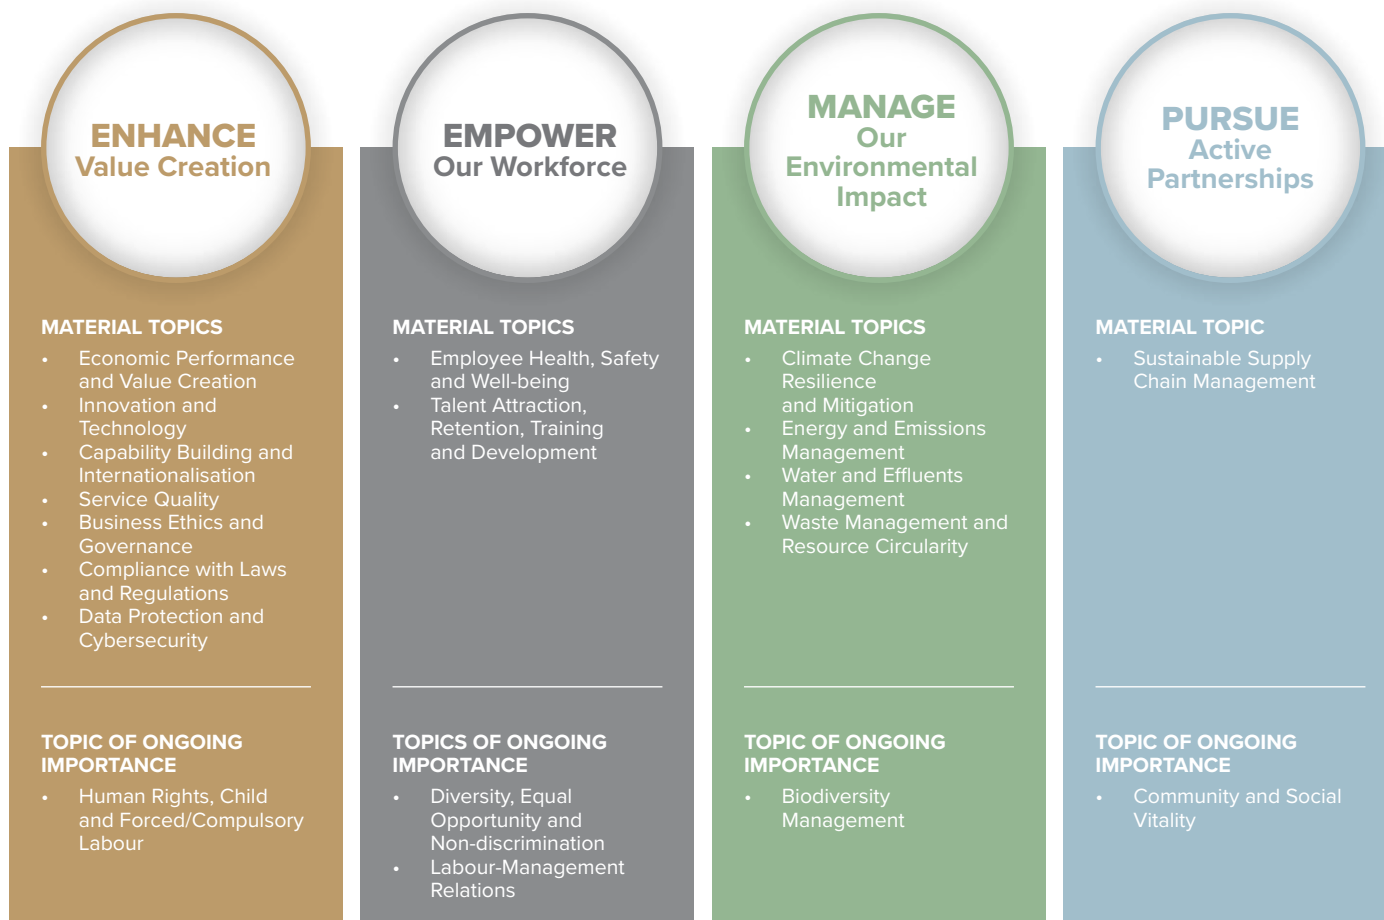 ENHANCE
Value Creation
MATERIAL TOPICS
• Economic Performance
and Value Creation
• Innovation and
Technology
• Capability Building and
Internationalisation
• Service Quality
• Business Ethics and
Governance
• Compliance with Laws
and Regulations
• Data Protection and
Cybersecurity
TOPIC OF ONGOING
IMPORTANCE
• Human Rights, Child
and Forced/Compulsory
Labour
EMPOWER
Our Workforce
MATERIAL TOPICS
• Employee Health, Safety
and Well-being
• Talent Attraction,
Retention, Training
and Development
TOPICS OF ONGOING
IMPORTANCE
• Diversity, Equal
Opportunity and
Non-discrimination
• Labour-Management
Relations
MANAGE
Our
Environmental
Impact
MATERIAL TOPICS
• Climate Change
Resilience
and Mitigation
• Energy and Emissions
Management
• Water and Effluents
Management
• Waste Management and
Resource Circularity
TOPIC OF ONGOING
IMPORTANCE
• Biodiversity
Management
PURSUE
Active
Partnerships
MATERIAL TOPIC
• Sustainable Supply
Chain Management
TOPIC OF ONGOING
IMPORTANCE
• Community and Social
Vitality